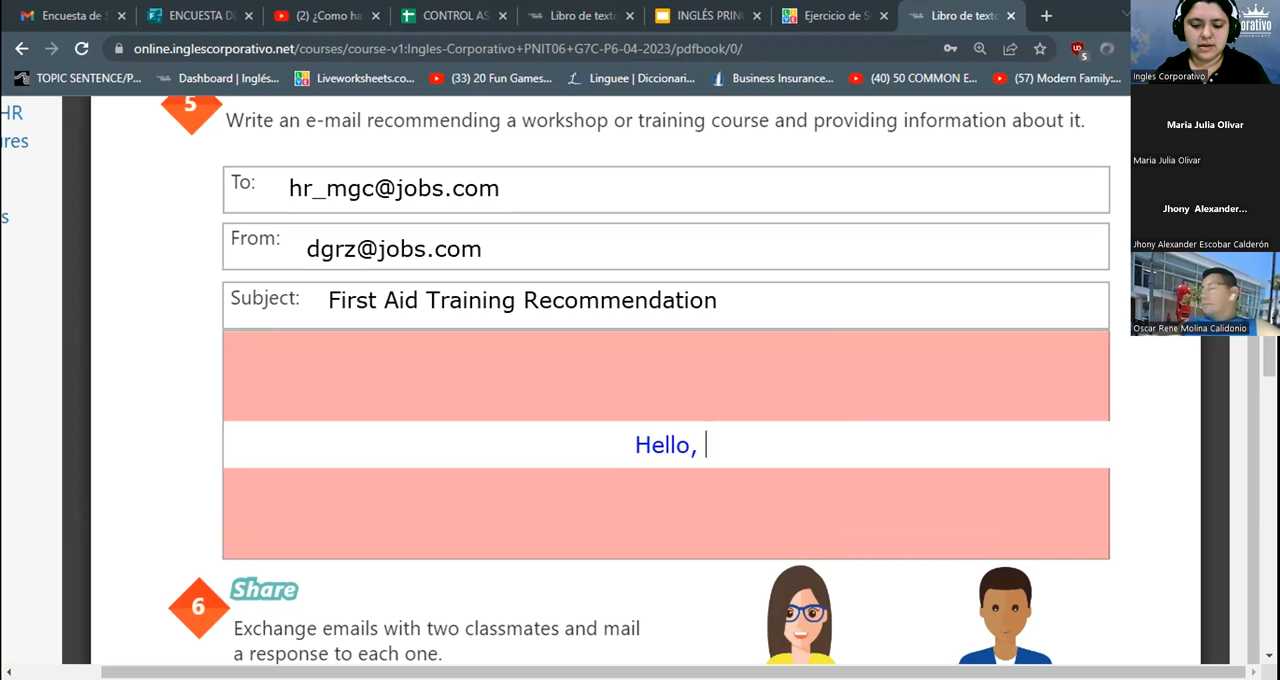 Encuesta de S
ENCUESTA DE
(2) ¿Como ha
CONTROL AS
Libro de texto
INGLÉS PRIN
Ejercicio de S
Libro de texto
online.inglescorporativo.net/courses/course-v1:Ingles-Corporativo+PNIT06+G7C-P6-04-2023/pdfbook/0/
TOPIC SENTENCE/P...
Dashboard | Inglés...
Liveworksheets.co...
(33) 20 Fun Games...
Linguee | Diccionari...
Business Insurance...
(40) 50 COMMON E...
(57) Modern Family:...
5
orporativo
Ingles Corporativo
Maria Julia Olivar
Maria Julia Olivar
Jhony Alexander...
Jhony Alexander Escobar Calderón
Oscar Rene Molina Calidonio
HR
ures
s
5
Write an e-mail recommending a workshop or training course and providing information about it.
To: hr_mgc@jobs.com
From: dgrz@jobs.com
Subject: First Aid Training Recommendation
Hello,
6
Share
Exchange emails with two classmates and mail
a response to each one.